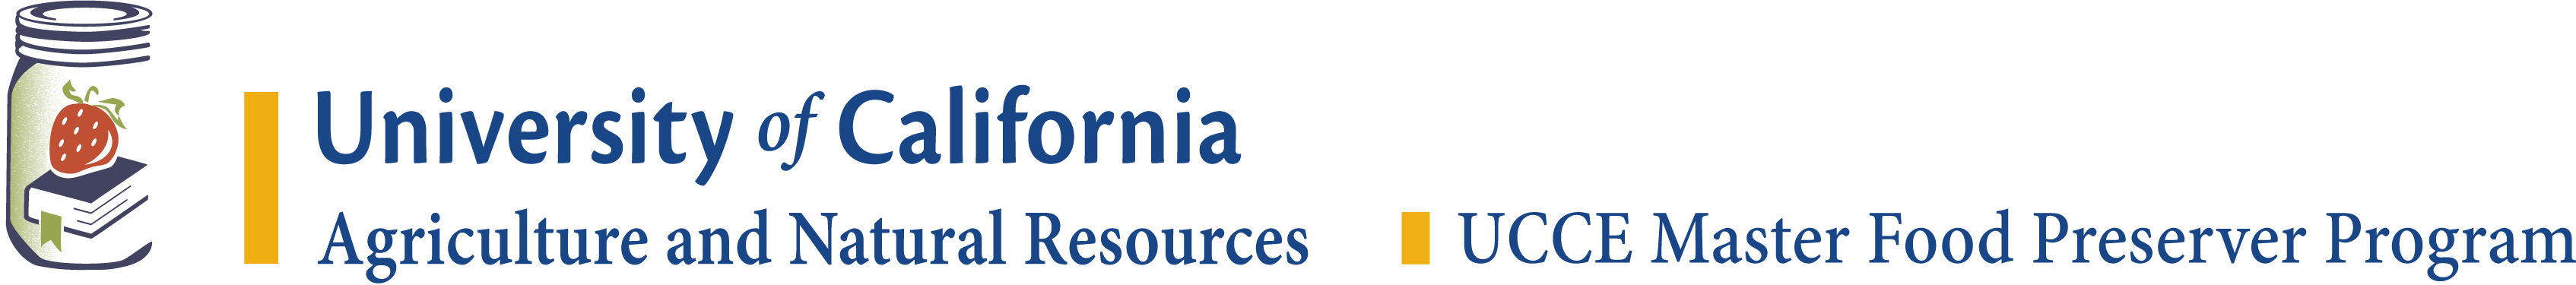 University of California
Agriculture and Natural Resources
UCCE Master Food Preserver Program